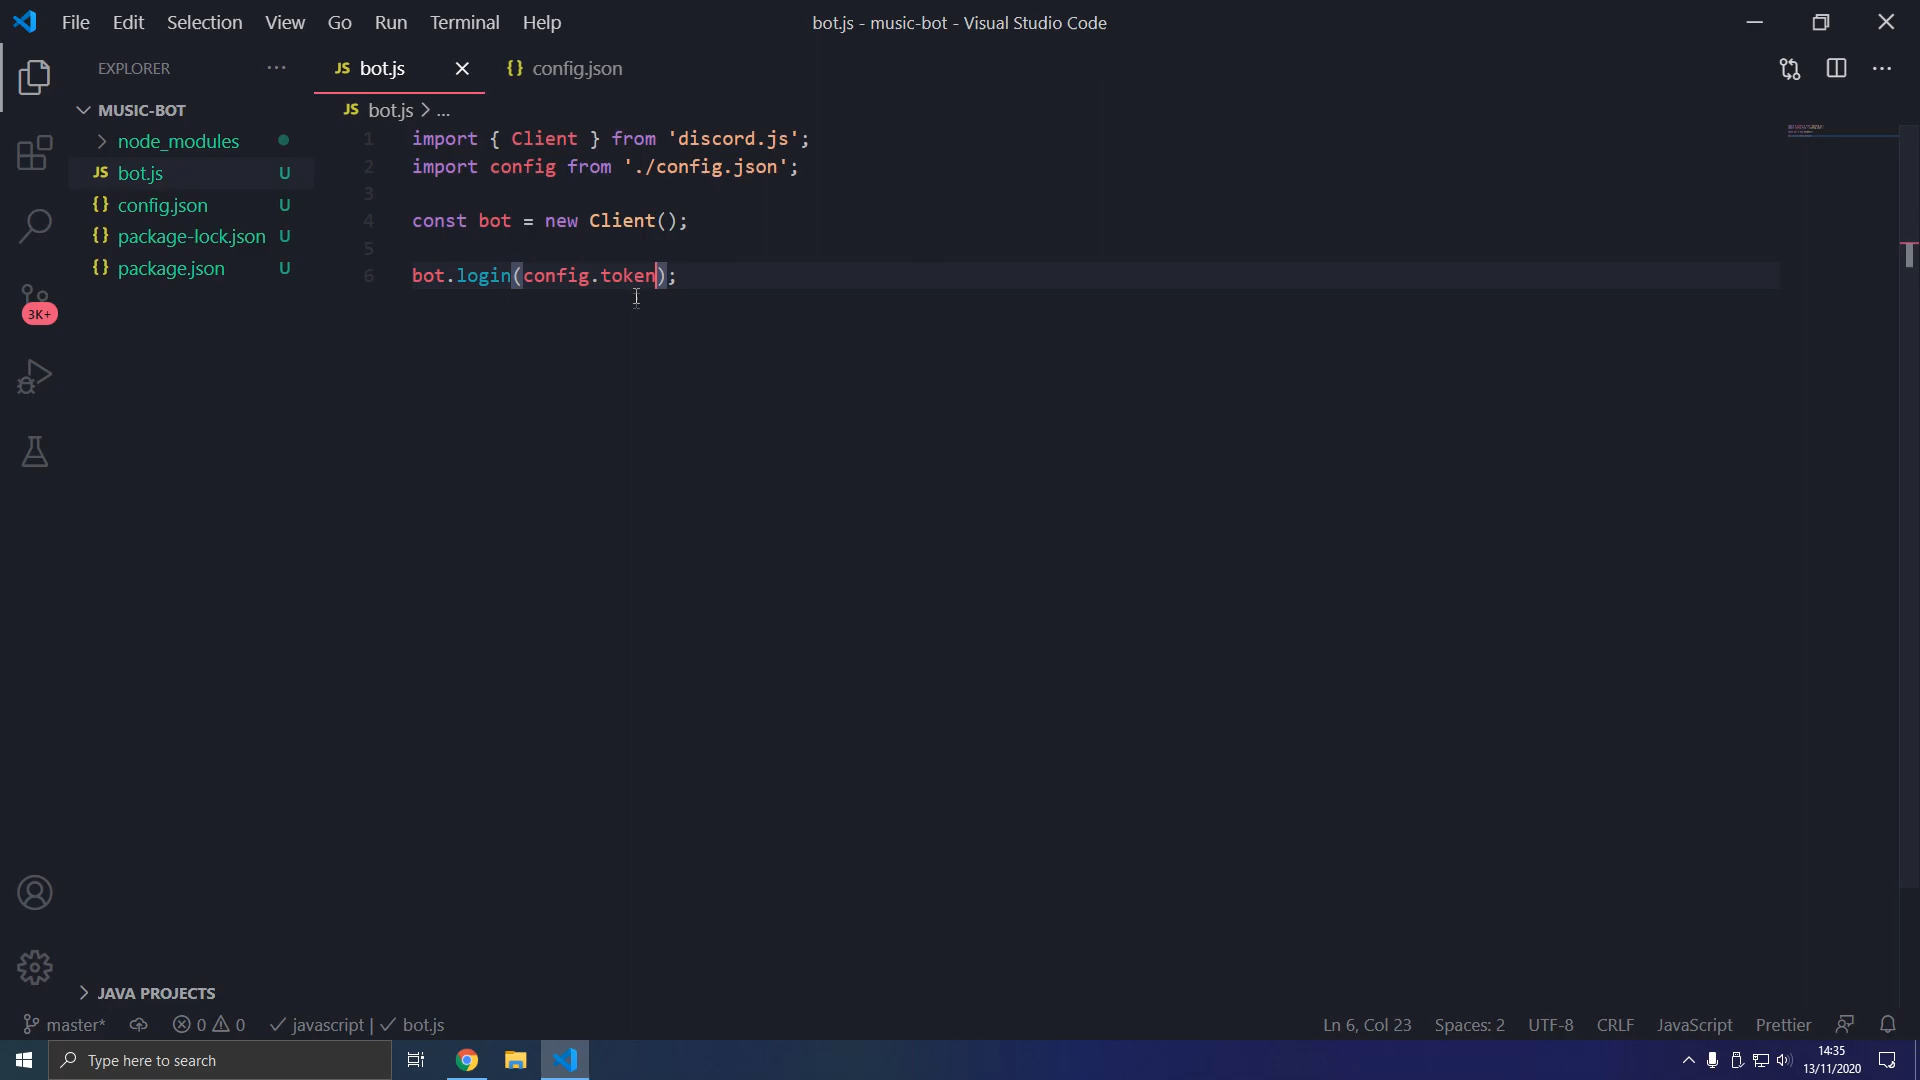 File Edit Selection View Go Run Terminal Help
bot.js - music-bot - Visual Studio Code
EXPLORER
JS bot.js
{} config.json
MUSIC-BOT
JS bot.js > ...
node_modules
JS bot.js U
{} config.json U
{} package-lock.json U
{} package.json U
1 import { Client } from 'discord.js';
2 import config from './config.json';
3
4 const bot = new Client();
5
6 bot.login(config.token);
3K+
JAVA PROJECTS
master* 0 0 javascript | bot.js
Ln 6, Col 23 Spaces: 2 UTF-8 CRLF JavaScript Prettier
Type here to search
14:35
13/11/2020